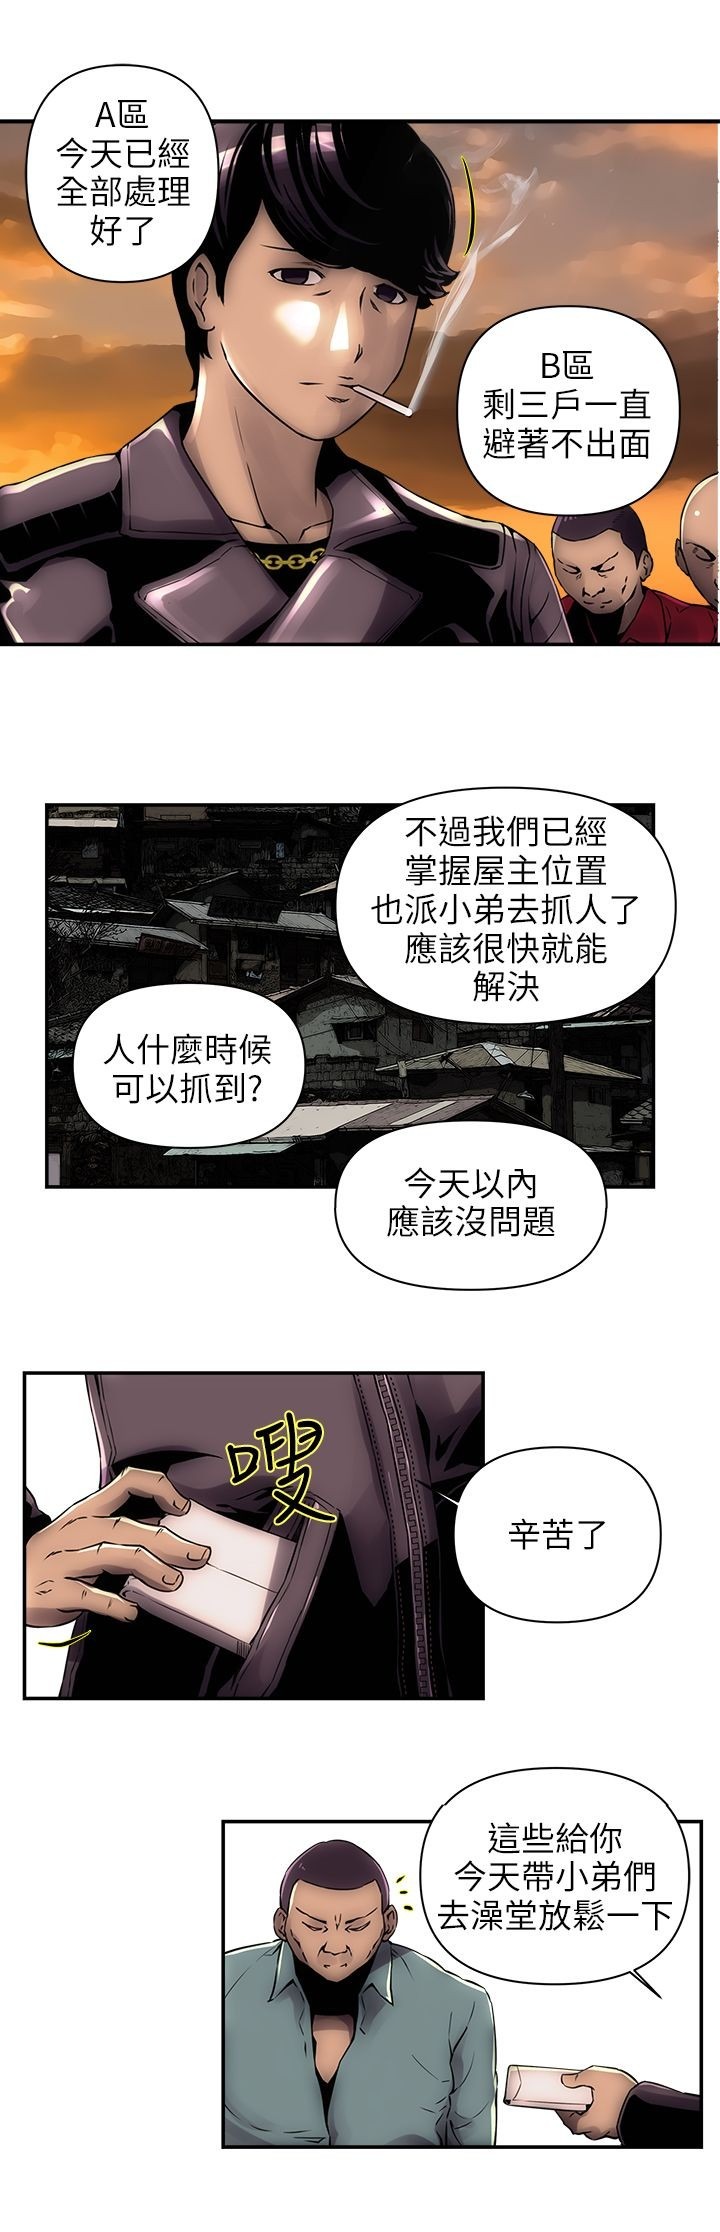 A區
今天已經
全部處理
好了
B區
剩三戶一直
避著不出面
不過我們已經
掌握屋主位置
也派小弟去抓人了
應該很快就能
解決
人什麼時候
可以抓到?
今天以內
應該沒問題
嗖
辛苦了
這些給你
今天帶小弟們
去澡堂放鬆一下